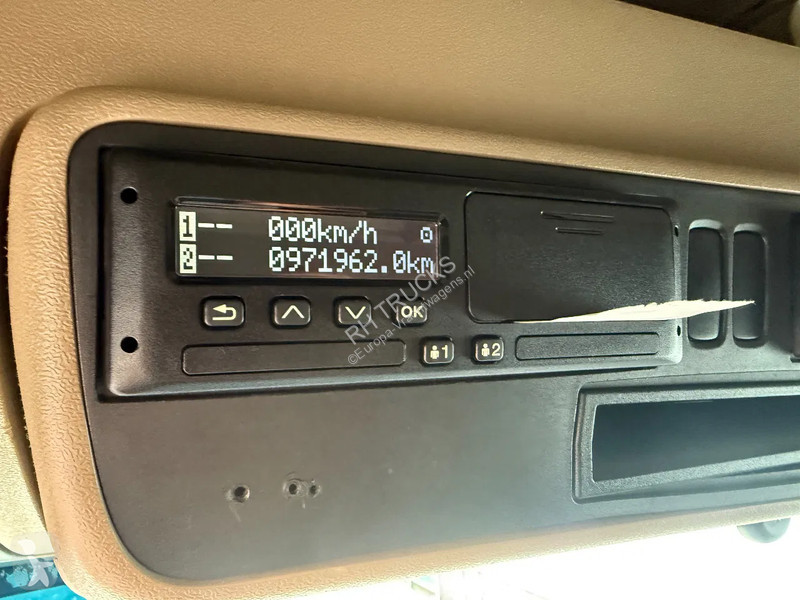 1-- 000km/h
2-- 0971962.0km
OK
1 2
RH TRUCKS
©Europa-Vrachtwagens.nl